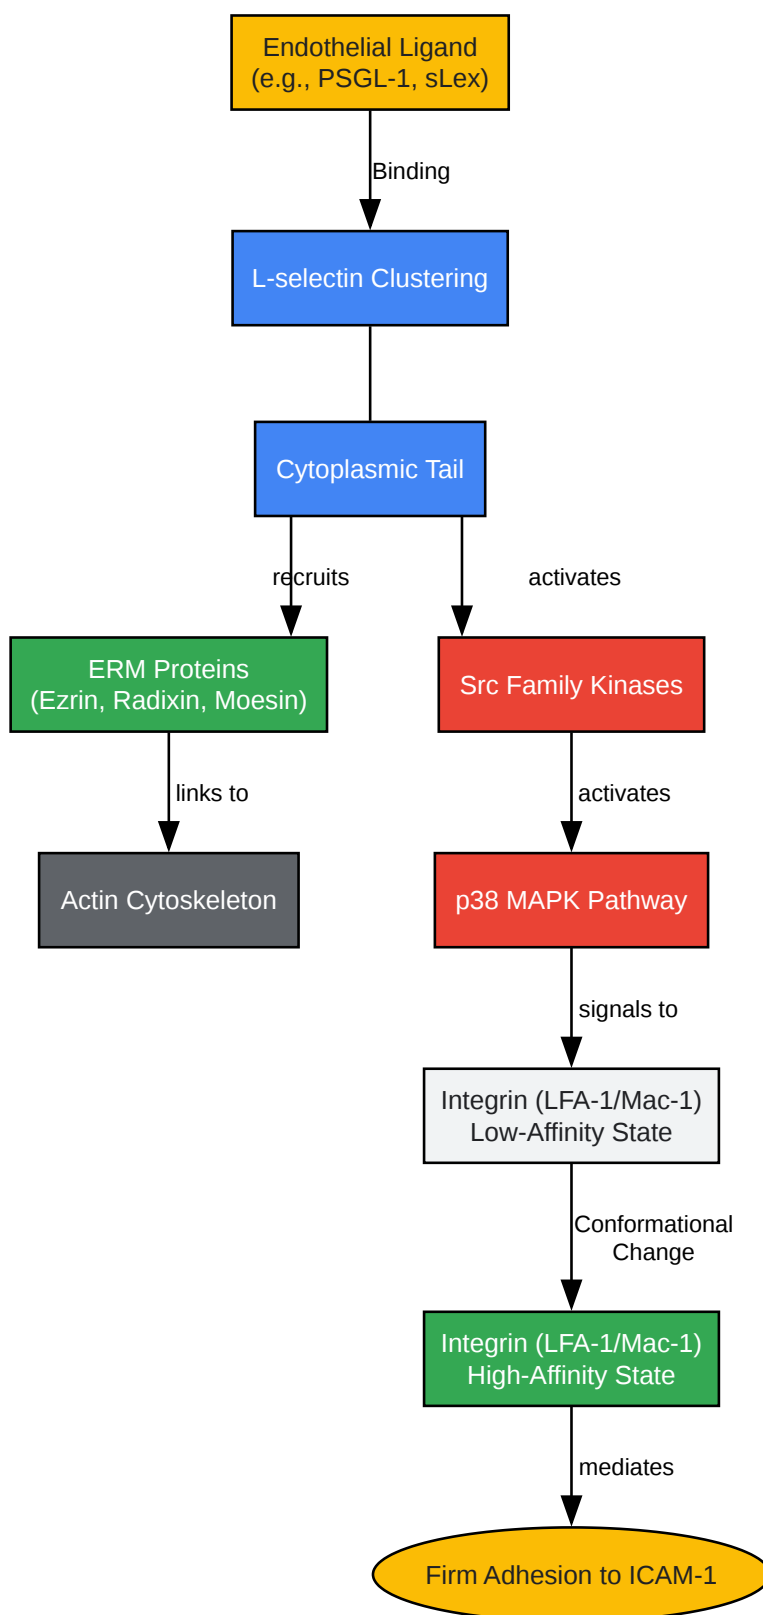 Endothelial Ligand
(e.g., PSGL-1, sLex)
Binding
L-selectin Clustering
Cytoplasmic Tail
recruits
activates
ERM Proteins
(Ezrin, Radixin, Moesin)
Src Family Kinases
links to
activates
Actin Cytoskeleton
p38 MAPK Pathway
signals to
Integrin (LFA-1/Mac-1)
Low-Affinity State
Conformational
Change
Integrin (LFA-1/Mac-1)
High-Affinity State
mediates
Firm Adhesion to ICAM-1